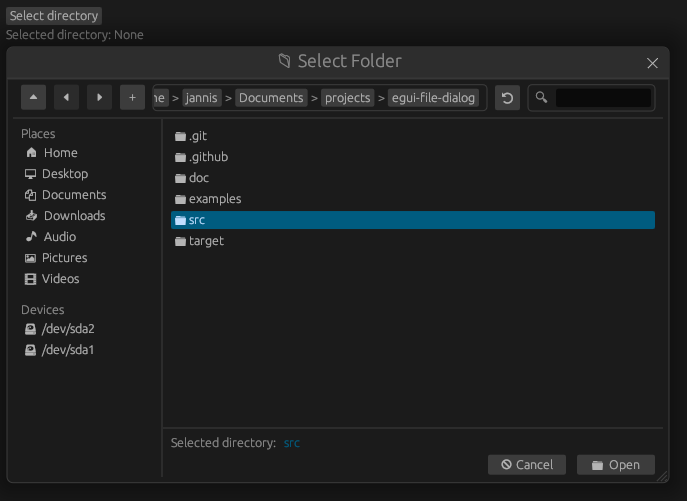 Select directory
Selected directory: None
Select Folder
ne > jannis > Documents > projects > egui-file-dialog
Places
Home
Desktop
Documents
Downloads
Audio
Pictures
Videos
Devices
/dev/sda2
/dev/sda1
.git
.github
doc
examples
src
target
Selected directory: src
Cancel
Open